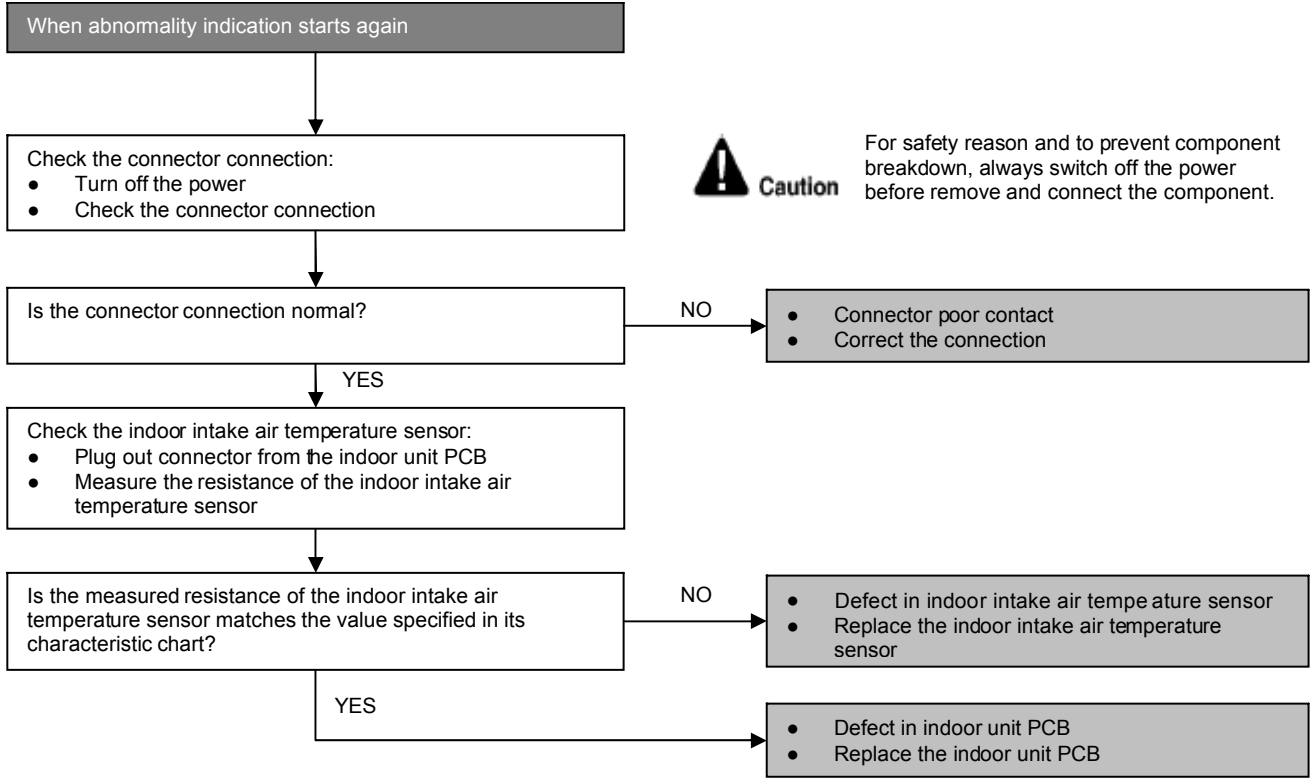 When abnormality indication starts again
Check the connector connection:
● Turn off the power
● Check the connector connection
Caution
For safety reason and to prevent component
breakdown, always switch off the power
before remove and connect the component.
Is the connector connection normal?
NO
● Connector poor contact
● Correct the connection
YES
Check the indoor intake air temperature sensor:
● Plug out connector from the indoor unit PCB
● Measure the resistance of the indoor intake air
temperature sensor
Is the measured resistance of the indoor intake air
temperature sensor matches the value specified in its
characteristic chart?
NO
● Defect in indoor intake air tempe ature sensor
● Replace the indoor intake air temperature
sensor
YES
● Defect in indoor unit PCB
● Replace the indoor unit PCB